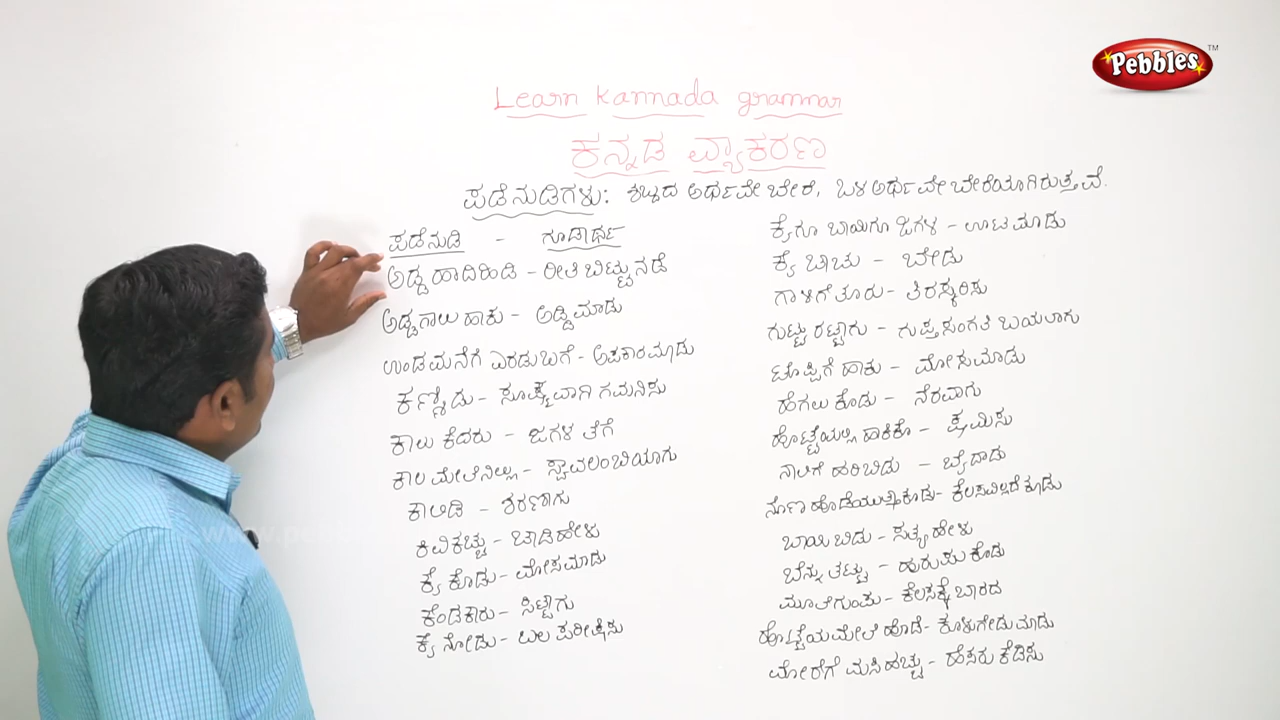 Pebbles TM
Learn Kannada grammar
ಕನ್ನಡ ವ್ಯಾಕರಣ
ಪಡೆನುಡಿಗಳು: ಶಬ್ದದ ಅರ್ಥವೇ ಬೇರೆ, ಒಳ ಅರ್ಥವೇ ಬೇರೆಯಾಗಿರುತ್ತವೆ.
ಪಡೆನುಡಿ - ಗೂಡಾರ್ಥ
ಅಡ್ಡ ಹಾದಿಹಿಡಿ - ರೀತಿ ಬಿಟ್ಟು ನಡೆ
ಅಡ್ಡಗಾಲು ಹಾಕು - ಅಡ್ಡಿಮಾಡು
ಉಂಡಮನೆಗೆ ಎರಡು ಬಗೆ - ಅಪಕಾರಮಾಡು
ಕಣ್ಣಿಡು - ಸೂಕ್ಷ್ಮವಾಗಿ ಗಮನಿಸು
ಕಾಲು ಕೆದರು - ಜಗಳ ತೆಗೆ
ಕಾಲ ಮೇಲೆನಿಲ್ಲು - ಸ್ವಾವಲಂಬಿಯಾಗು
ಕಾಲಿಡಿ - ಶರಣಾಗು
ಕಿವಿಕಚ್ಚು - ಚಾಡಿಹೇಳು
ಕೈ ಕೊಡು - ಮೋಸಮಾಡು
ಕೆಂಡಕಾರು - ಸಿಟ್ಟಾಗು
ಕೈ ನೋಡು - ಬಲ ಪರೀಕ್ಷಿಸು
ಕೈಗೂ ಬಾಯಿಗೂ ಜಗಳ - ಊಟಮಾಡು
ಕೈ ಚಾಚು - ಬೇಡು
ಗಾಳಿಗೆ ತೂರು - ತಿರಸ್ಕರಿಸು
ಗುಟ್ಟು ರಟ್ಟಾಗು - ಗುಪ್ತ ಸಂಗತಿ ಬಯಲಾಗು
ಟೊಪ್ಪಿಗೆ ಹಾಕು - ಮೋಸಮಾಡು
ಹೆಗಲು ಕೊಡು - ನೆರವಾಗು
ಹೊಟ್ಟೆಯಲ್ಲಿ ಹಾಕಿಕೊ - ಕ್ಷಮಿಸು
ನಾಲಿಗೆ ಹರಿಬಿಡು - ಬೈದಾಡು
ನೊಣ ಹೊಡೆಯುತ್ತಾಕೂಡು - ಕೆಲಸವಿಲ್ಲದೆ ಕೂಡು
ಬಾಯಿ ಬಿಡು - ಸತ್ಯ ಹೇಳು
ಬೆನ್ನು ತಟ್ಟು - ಹುರುಪು ಕೊಡು
ಮೂಲೆಗುಂಪು - ಕೆಲಸಕ್ಕೆ ಬಾರದ
ಹೊಟ್ಟೆಯಮೇಲೆ ಹೊಡೆ - ಕೂಳುಗೇಡು ಮಾಡು
ಮೋರೆಗೆ ಮಸಿ ಹಚ್ಚು - ಹೆಸರು ಕೆಡಿಸು